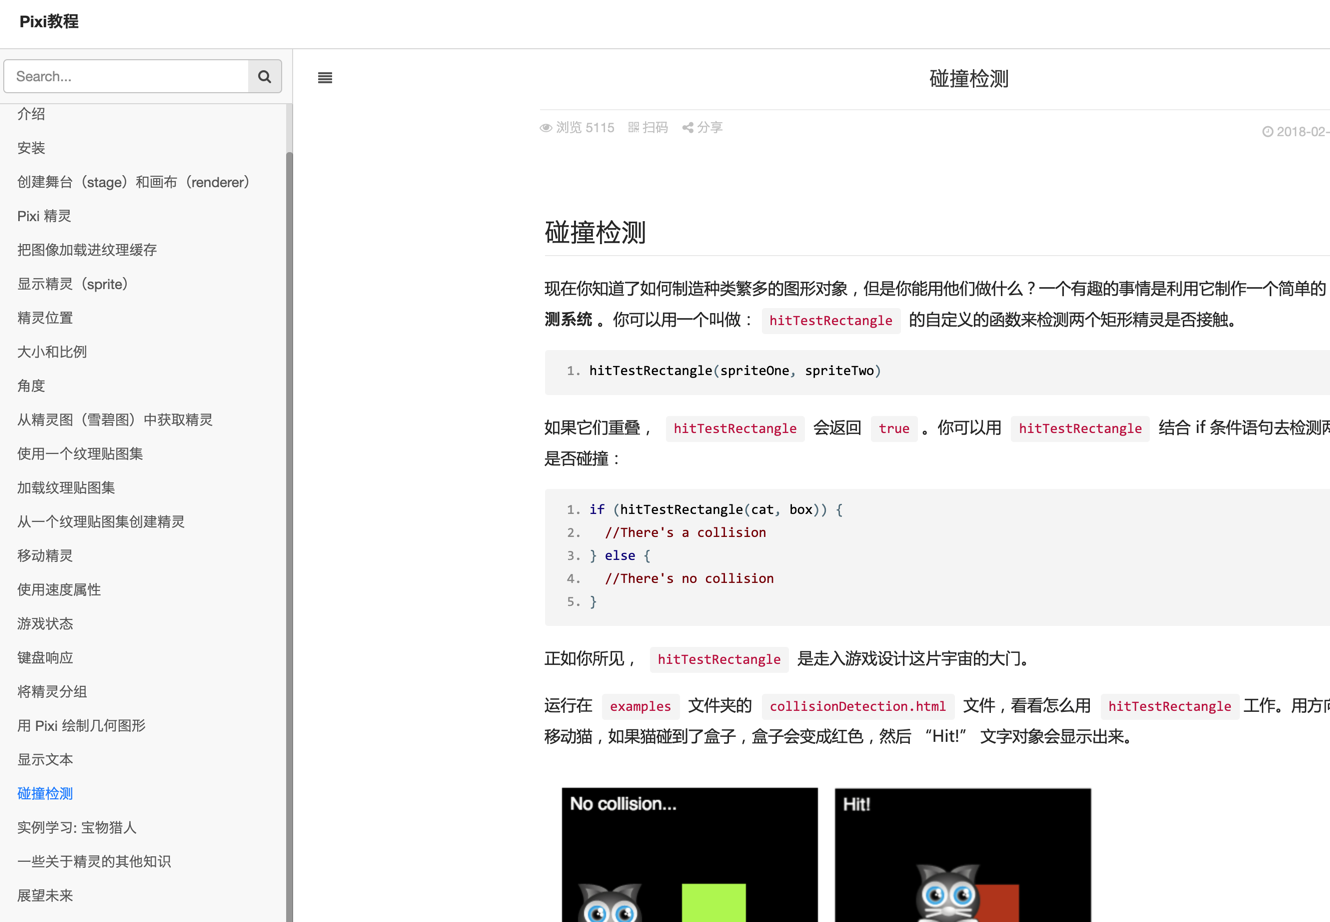 Pixi教程
Search...
介绍
安装
创建舞台（stage）和画布（renderer）
Pixi 精灵
把图像加载进纹理缓存
显示精灵（sprite）
精灵位置
大小和比例
角度
从精灵图（雪碧图）中获取精灵
使用一个纹理贴图集
加载纹理贴图集
从一个纹理贴图集创建精灵
移动精灵
使用速度属性
游戏状态
键盘响应
将精灵分组
用 Pixi 绘制几何图形
显示文本
碰撞检测
实例学习: 宝物猎人
一些关于精灵的其他知识
展望未来
碰撞检测
浏览 5115 扫码 分享
2018-02-
碰撞检测
现在你知道了如何制造种类繁多的图形对象，但是你能用他们做什么？一个有趣的事情是利用它制作一个简单的
测系统 。你可以用一个叫做： hitTestRectangle 的自定义的函数来检测两个矩形精灵是否接触。
1. hitTestRectangle(spriteOne, spriteTwo)
如果它们重叠， hitTestRectangle 会返回 true 。你可以用 hitTestRectangle 结合 if 条件语句去检测两
是否碰撞：
1. if (hitTestRectangle(cat, box)) {
2. //There's a collision
3. } else {
4. //There's no collision
5. }
正如你所见， hitTestRectangle 是走入游戏设计这片宇宙的大门。
运行在 examples 文件夹的 collisionDetection.html 文件，看看怎么用 hitTestRectangle 工作。用方向
移动猫，如果猫碰到了盒子，盒子会变成红色，然后 “Hit!” 文字对象会显示出来。
No collision...
Hit!